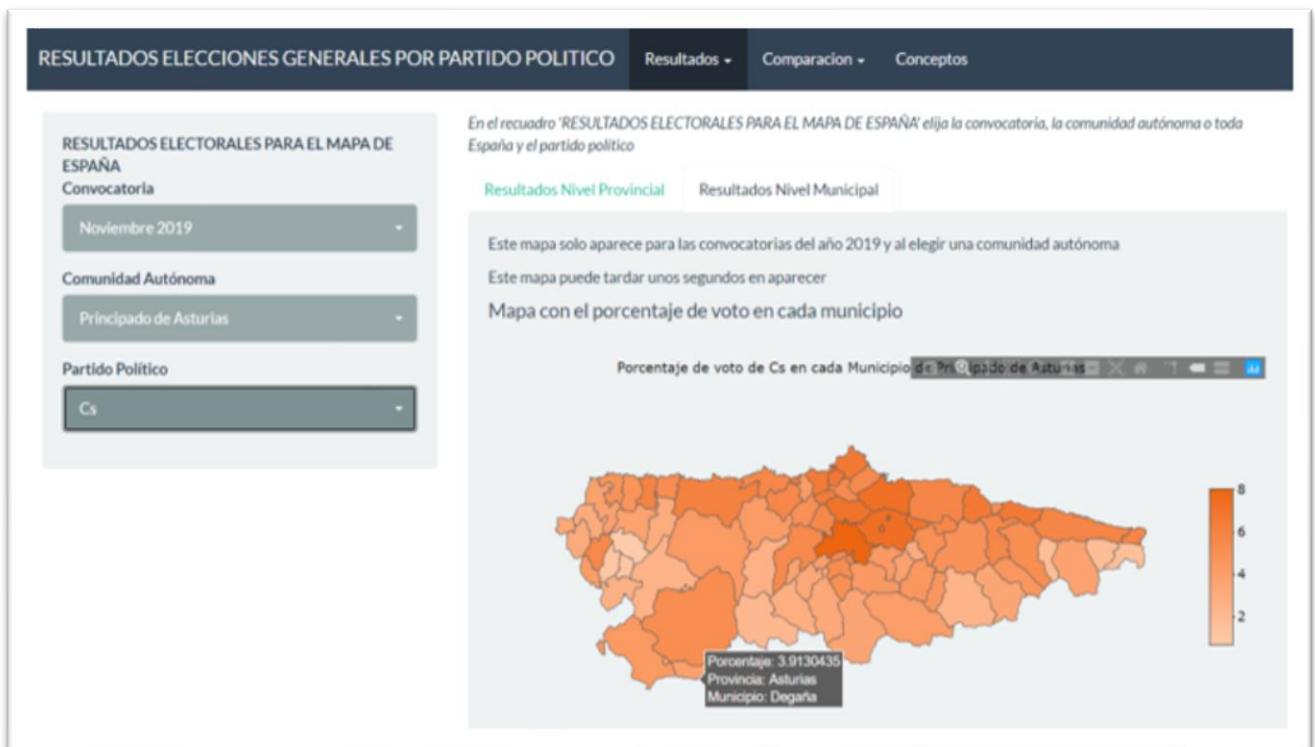 RESULTADOS ELECCIONES GENERALES POR PARTIDO POLITICO
Resultados
Comparacion
Conceptos
RESULTADOS ELECTORALES PARA EL MAPA DE
ESPAÑA
Convocatoria
Noviembre 2019
Comunidad Autónoma
Principado de Asturias
Partido Político
Cs
En el recuadro 'RESULTADOS ELECTORALES PARA EL MAPA DE ESPAÑA' elija la convocatoria, la comunidad autónoma o toda
España y el partido político
Resultados Nivel Provincial
Resultados Nivel Municipal
Este mapa solo aparece para las convocatorias del año 2019 y al elegir una comunidad autónoma
Este mapa puede tardar unos segundos en aparecer
Mapa con el porcentaje de voto en cada municipio
Porcentaje de voto de Cs en cada Municipio de Principado de Asturias
8
6
4
2
Porcentaje: 3.9130435
Provincia: Asturias
Municipio: Degaña